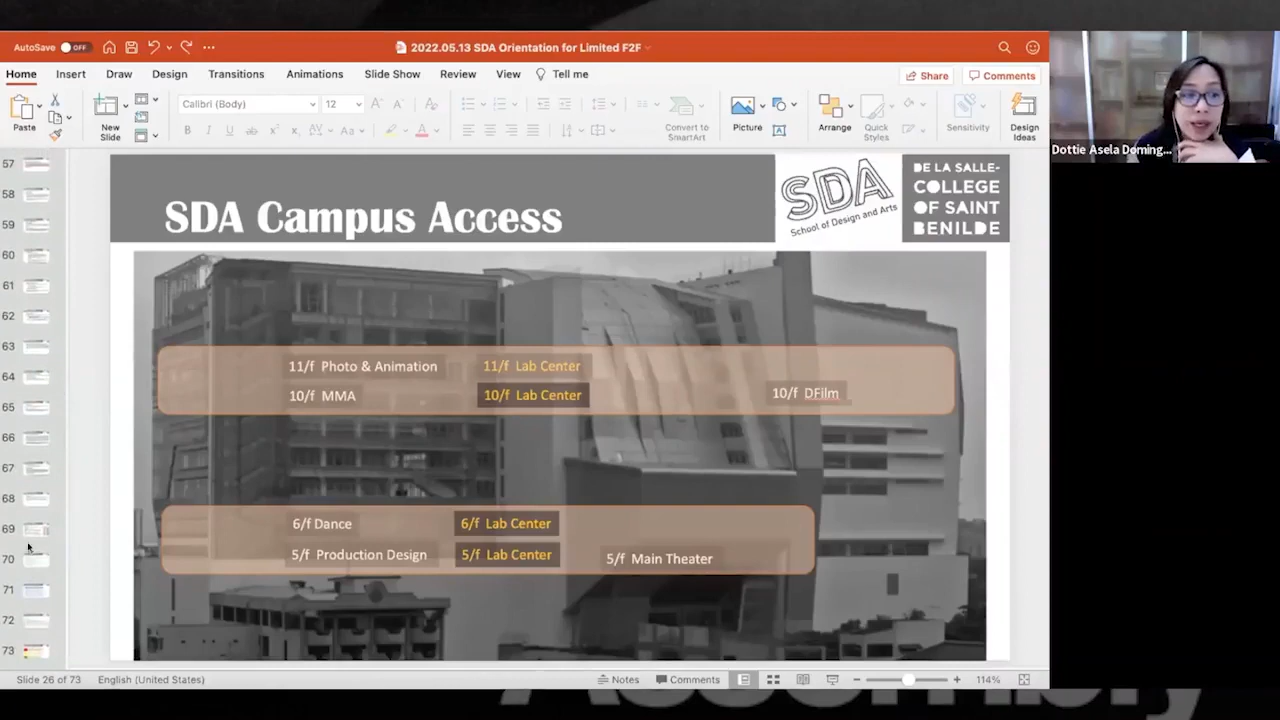 AutoSave OFF
2022.05.13 SDA Orientation for Limited F2F
Home Insert Draw Design Transitions Animations Slide Show Review View Tell me
Share Comments
Paste
New Slide
Calibri (Body) 12
Convert to SmartArt
Picture
Arrange
Quick Styles
Sensitivity
Design Ideas
Dottie Asela Doming...
57
58
59
60
61
62
63
64
65
66
67
68
69
70
71
72
73
SDA Campus Access
SDA
School of Design and Arts
DE LA SALLE-
COLLEGE
OF SAINT
BENILDE
11/f Photo & Animation 11/f Lab Center
10/f MMA 10/f Lab Center 10/f DFilm
6/f Dance 6/f Lab Center
5/f Production Design 5/f Lab Center 5/f Main Theater
Slide 26 of 73 English (United States) Notes Comments 114%
Assembly